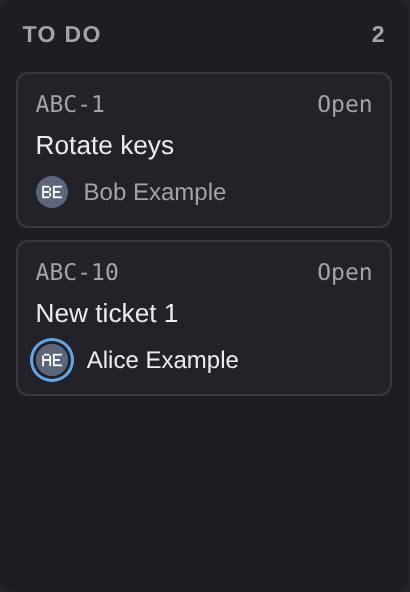 TO DO 2
ABC-1 Open
Rotate keys
BE Bob Example
ABC-10 Open
New ticket 1
AE Alice Example